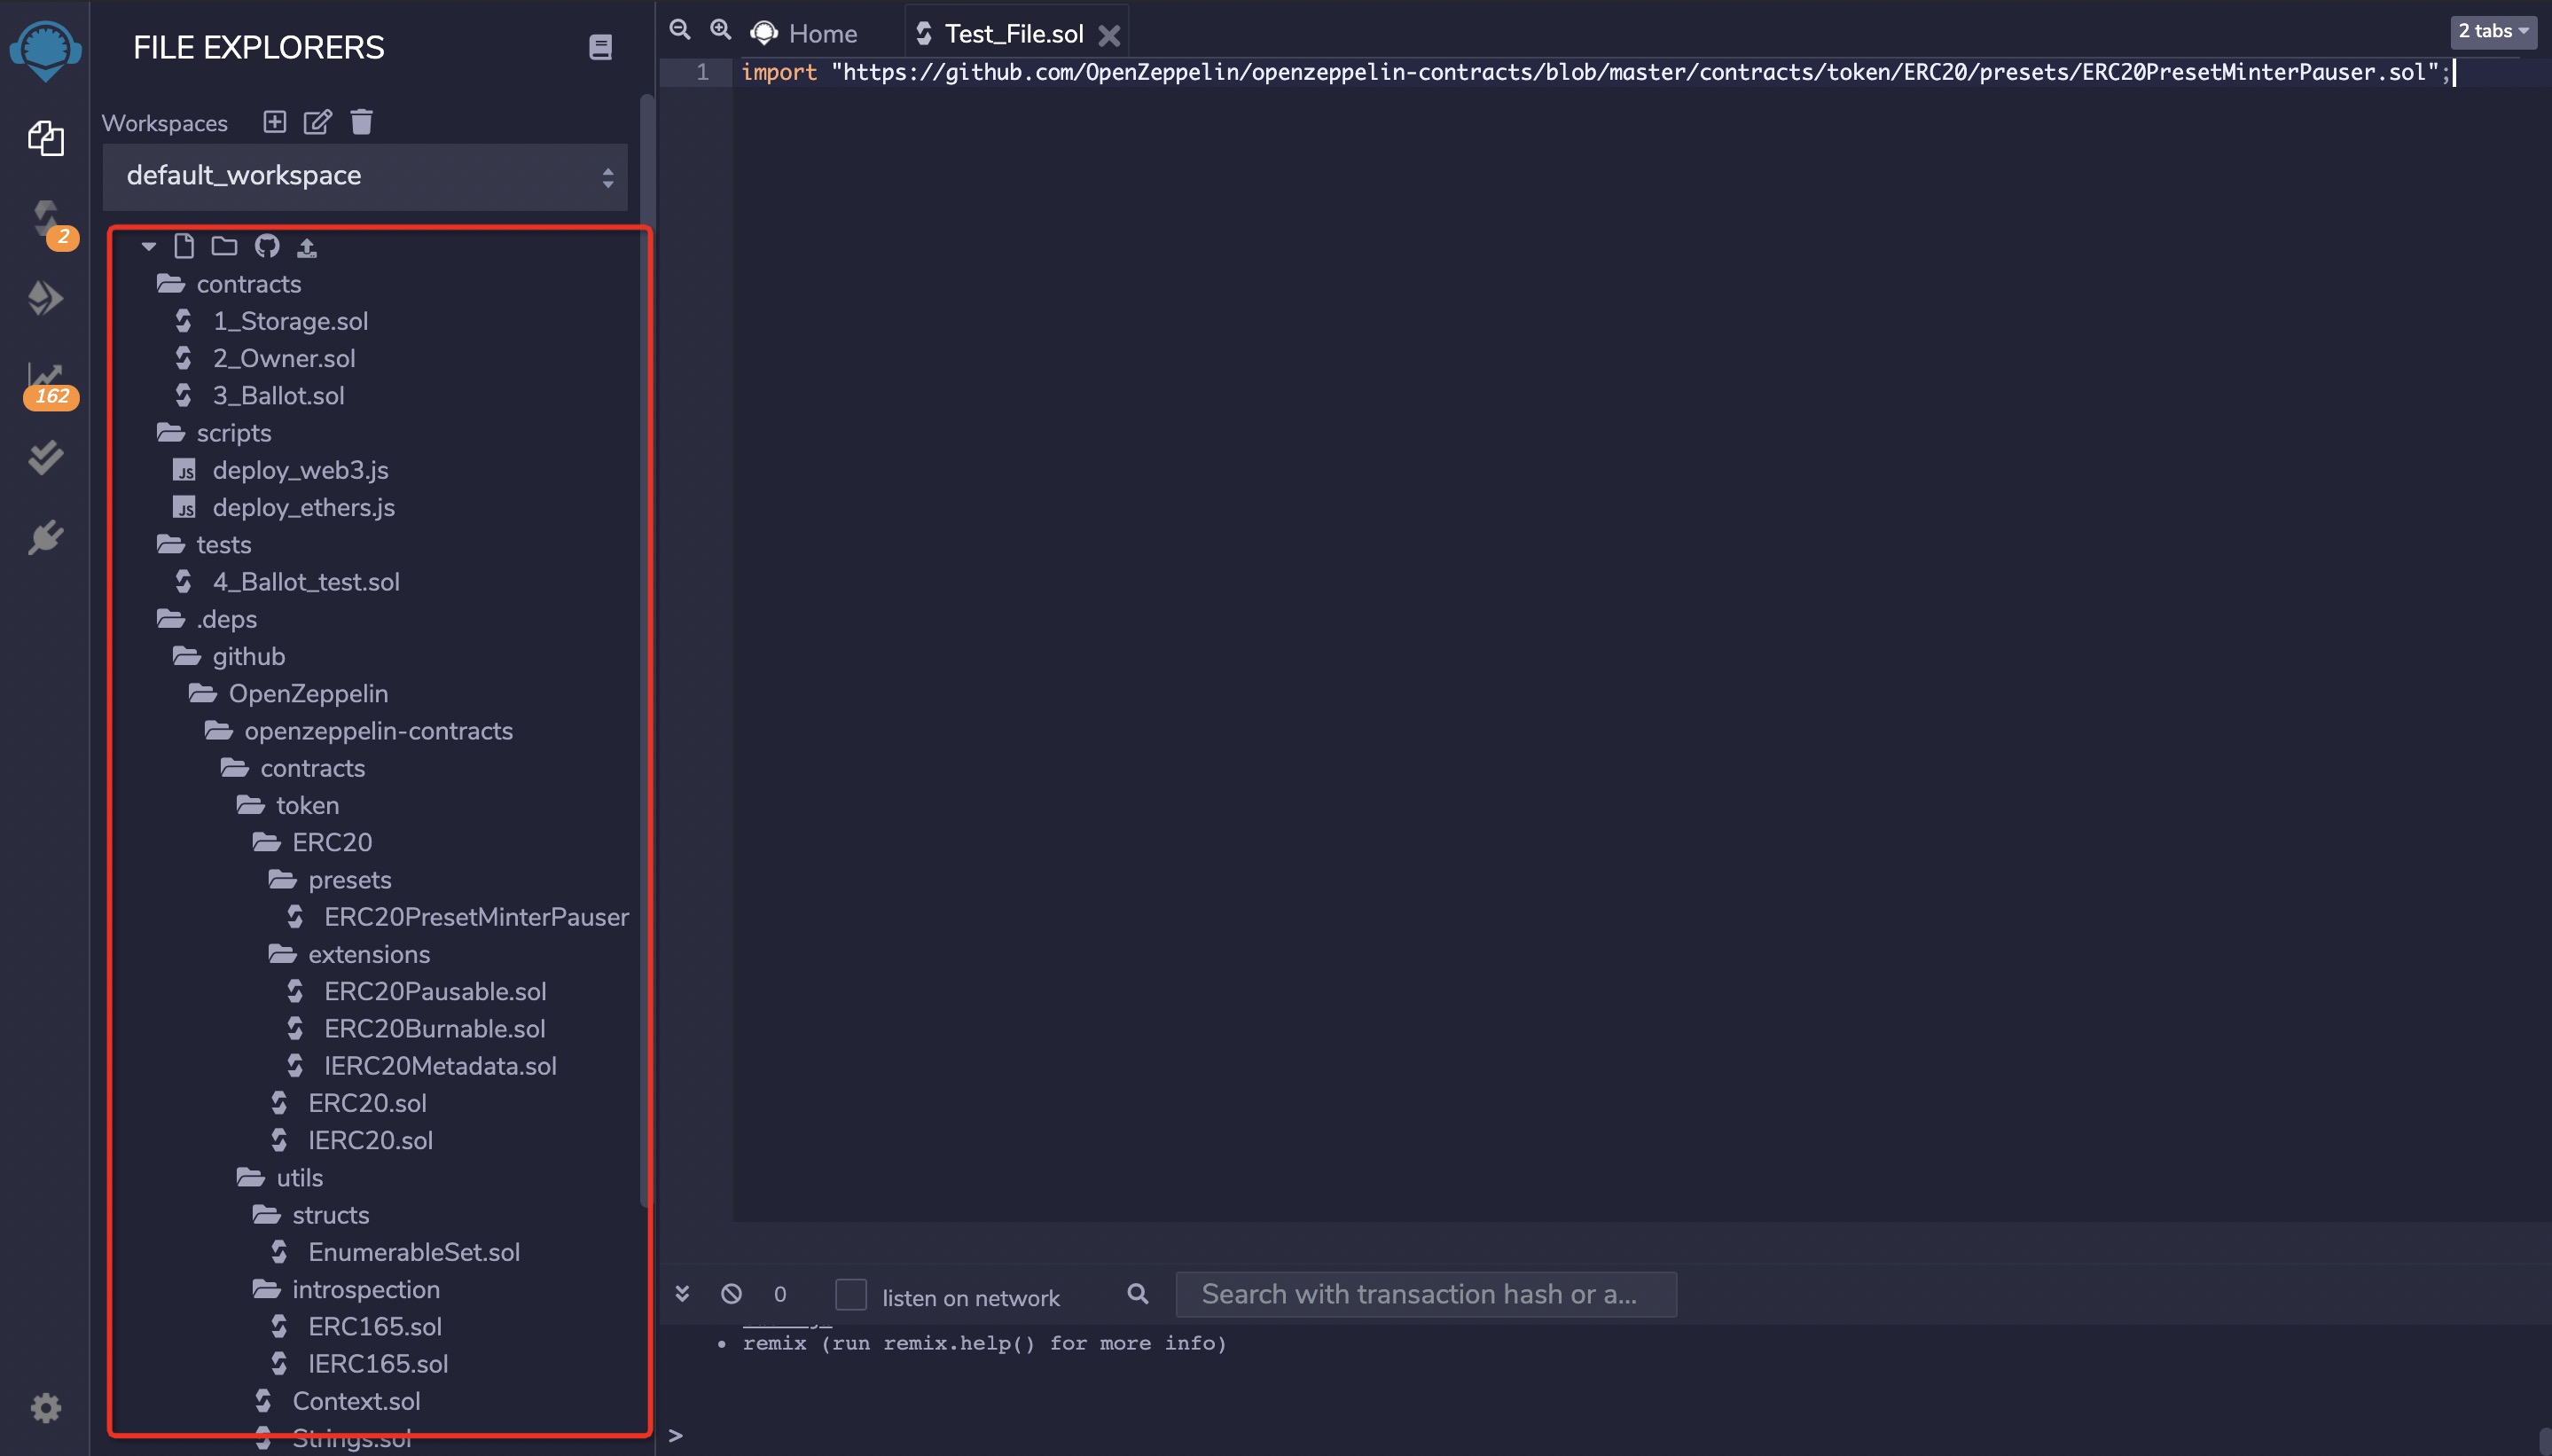 FILE EXPLORERS
Workspaces
default_workspace
2
162
contracts
1_Storage.sol
2_Owner.sol
3_Ballot.sol
scripts
JS deploy_web3.js
JS deploy_ethers.js
tests
4_Ballot_test.sol
.deps
github
OpenZeppelin
openzeppelin-contracts
contracts
token
ERC20
presets
ERC20PresetMinterPauser
extensions
ERC20Pausable.sol
ERC20Burnable.sol
IERC20Metadata.sol
ERC20.sol
IERC20.sol
utils
structs
EnumerableSet.sol
introspection
ERC165.sol
IERC165.sol
Context.sol
Strings.sol
Home
Test_File.sol
2 tabs
1 import "https://github.com/OpenZeppelin/openzeppelin-contracts/blob/master/contracts/token/ERC20/presets/ERC20PresetMinterPauser.sol";
0 listen on network Search with transaction hash or a...
• remix (run remix.help() for more info)
>